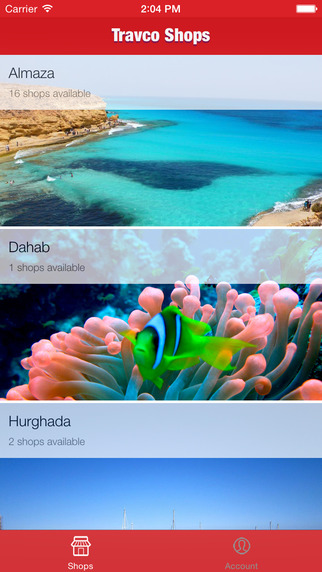 Carrier 2:04 PM
Travco Shops
Almaza
16 shops available
Dahab
1 shops available
Hurghada
2 shops available
Shops Account